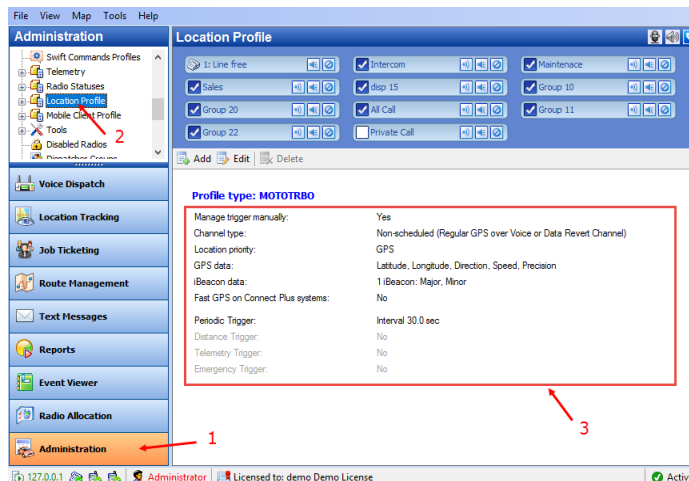 File View Map Tools Help
Administration
Location Profile
Swift Commands Profiles
Telemetry
Radio Statuses
Location Profile
Mobile Client Profile
Tools
Disabled Radios
Dispatcher Groups
2
1: Line free
Intercom
Maintenace
Sales
disp 15
Group 10
Group 20
All Call
Group 11
Group 22
Private Call
Add Edit Delete
Voice Dispatch
Location Tracking
Job Ticketing
Route Management
Text Messages
Reports
Event Viewer
Radio Allocation
Administration
1
Profile type: MOTOTRBO
Manage trigger manually: Yes
Channel type: Non-scheduled (Regular GPS over Voice or Data Revert Channel)
Location priority: GPS
GPS data: Latitude, Longitude, Direction, Speed, Precision
iBeacon data: 1 iBeacon: Major, Minor
Fast GPS on Connect Plus systems: No
Periodic Trigger: Interval 30.0 sec
Distance Trigger: No
Telemetry Trigger: No
Emergency Trigger: No
3
127.0.0.1 Administrator Licensed to: demo Demo License Activ